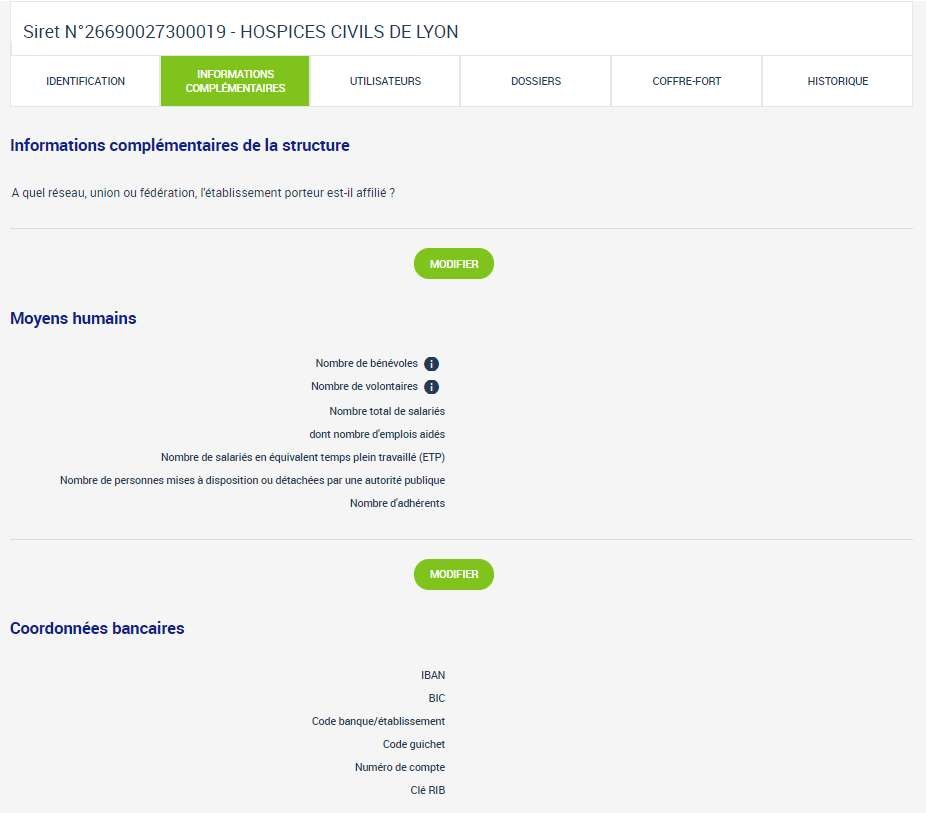 Siret N°26690027300019 - HOSPICES CIVILS DE LYON
IDENTIFICATION
INFORMATIONS
COMPLÉMENTAIRES
UTILISATEURS
DOSSIERS
COFFRE-FORT
HISTORIQUE
Informations complémentaires de la structure
A quel réseau, union ou fédération, l'établissement porteur est-il affilié ?
MODIFIER
Moyens humains
Nombre de bénévoles i
Nombre de volontaires i
Nombre total de salariés
dont nombre d'emplois aidés
Nombre de salariés en équivalent temps plein travaillé (ETP)
Nombre de personnes mises à disposition ou détachées par une autorité publique
Nombre d'adhérents
MODIFIER
Coordonnées bancaires
IBAN
BIC
Code banque/établissement
Code guichet
Numéro de compte
Clé RIB